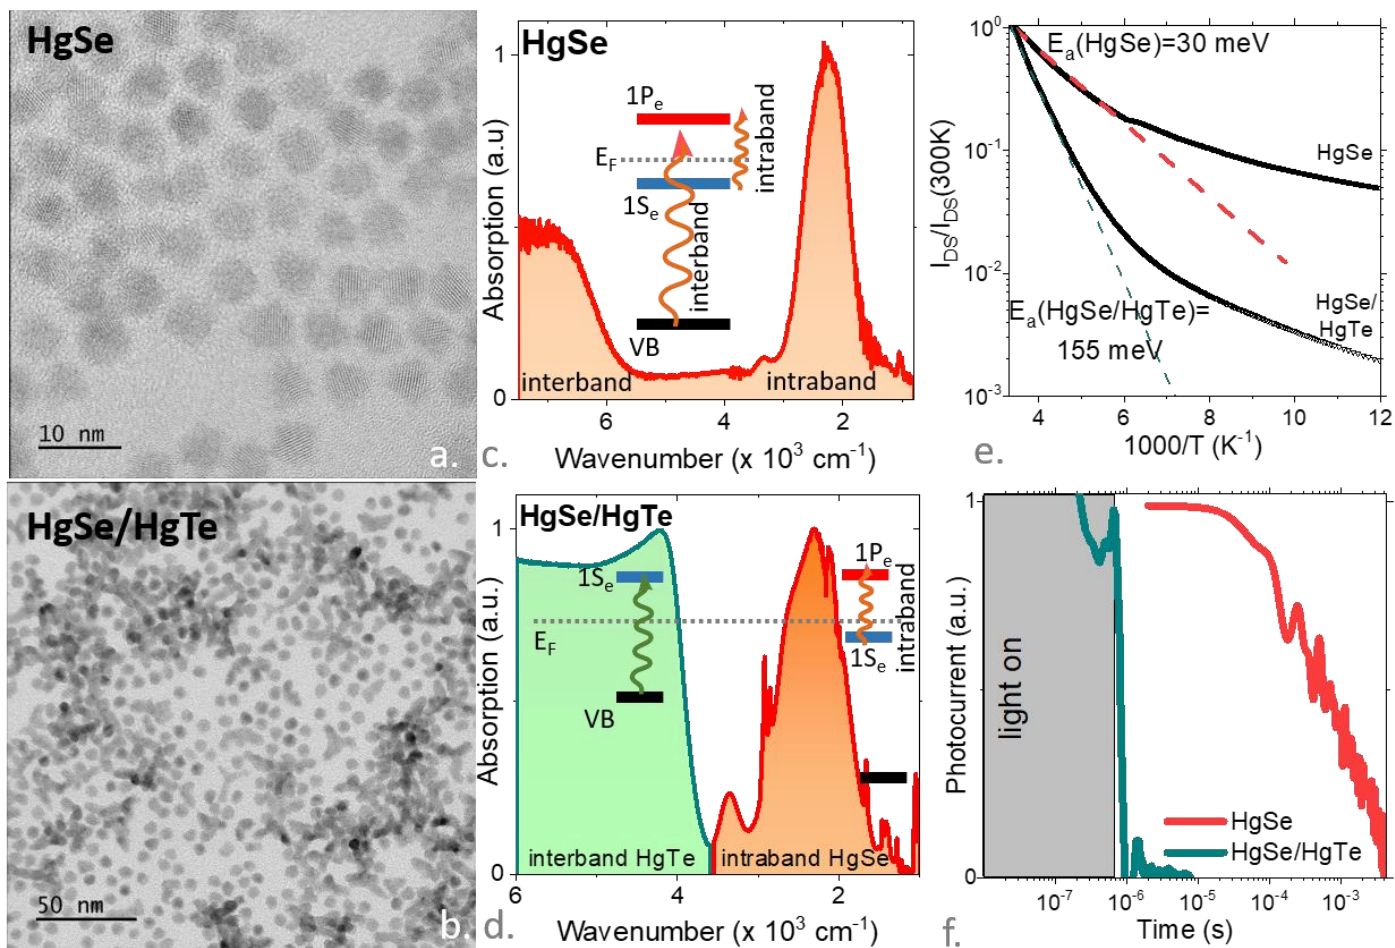 HgSe
10 nm
a.
HgSe
1
0
Absorption (a.u)
1Pₑ
E_F
1Sₑ
VB
interband
intraband
interband
intraband
6
4
2
Wavenumber (x 10³ cm⁻¹)
c.
10⁰
10⁻¹
10⁻²
10⁻³
I_DS/I_DS(300K)
Eₐ(HgSe)=30 meV
HgSe
HgSe/
HgTe
Eₐ(HgSe/HgTe)=
155 meV
4
6
8
10
12
1000/T (K⁻¹)
e.
HgSe/HgTe
50 nm
b.
HgSe/HgTe
1
0
Absorption (a.u.)
1Sₑ
E_F
VB
1Pₑ
1Sₑ
intraband
interband HgTe
intraband HgSe
6
4
2
Wavenumber (x 10³ cm⁻¹)
d.
1
0
Photocurrent (a.u.)
light on
HgSe
HgSe/HgTe
10⁻⁷
10⁻⁶
10⁻⁵
10⁻⁴
10⁻³
Time (s)
f.